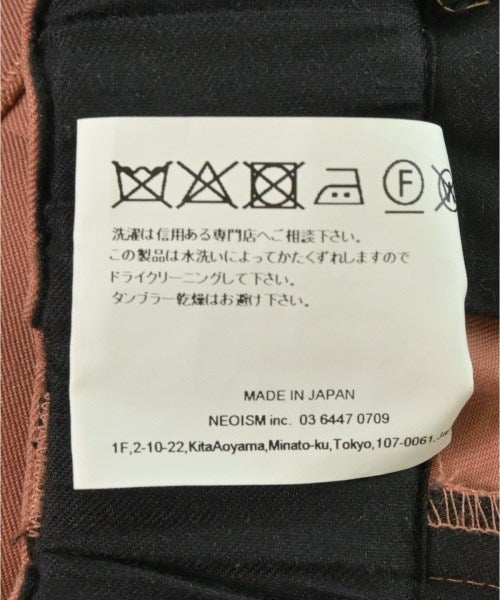 F W
洗濯は信用ある専門店へご相談下さい。
この製品は水洗いによってかたくずれしますので
ドライクリーニングして下さい。
タンブラー乾燥はお避け下さい。
MADE IN JAPAN
NEOISM inc. 03 6447 0709
1F,2-10-22,KitaAoyama,Minato-ku,Tokyo,107-0061.